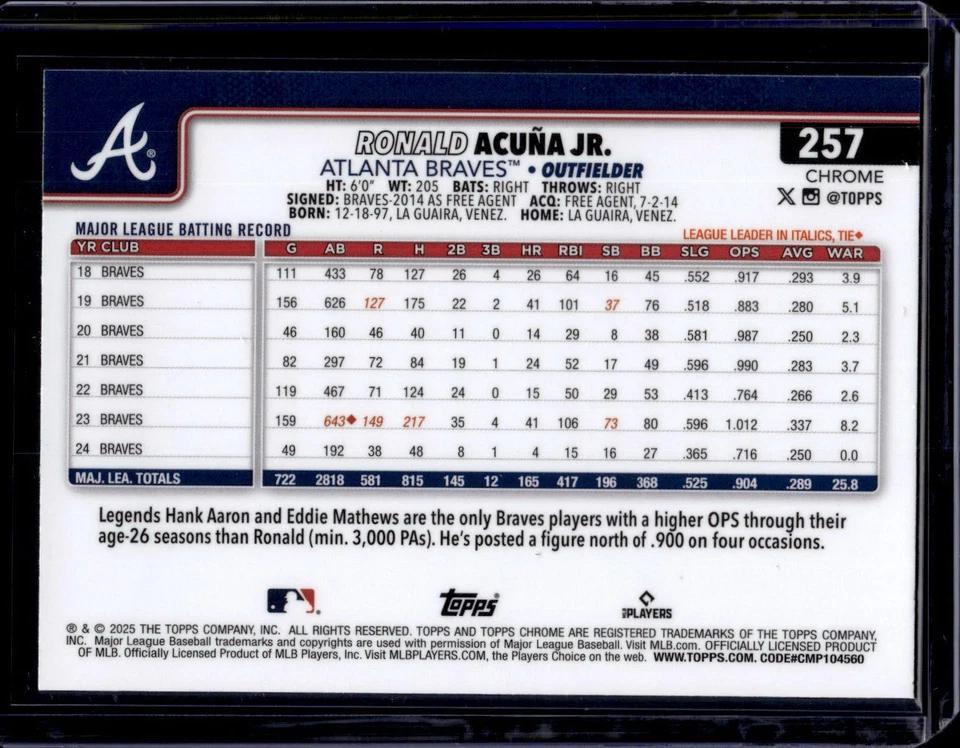 A®
RONALD ACUÑA JR.
257
CHROME
ATLANTA BRAVES™ • OUTFIELDER
HT: 6'0" WT: 205 BATS: RIGHT THROWS: RIGHT
X @TOPPS
SIGNED: BRAVES-2014 AS FREE AGENT ACQ: FREE AGENT, 7-2-14
BORN: 12-18-97, LA GUAIRA, VENEZ. HOME: LA GUAIRA, VENEZ.
MAJOR LEAGUE BATTING RECORD LEAGUE LEADER IN ITALICS, TIE◆
YR CLUB G AB R H 2B 3B HR RBI SB BB SLG OPS AVG WAR
18 BRAVES 111 433 78 127 26 4 26 64 16 45 .552 .917 .293 3.9
19 BRAVES 156 626 127 175 22 2 41 101 37 76 .518 .883 .280 5.1
20 BRAVES 46 160 46 40 11 0 14 29 8 38 .581 .987 .250 2.3
21 BRAVES 82 297 72 84 19 1 24 52 17 49 .596 .990 .283 3.7
22 BRAVES 119 467 71 124 24 0 15 50 29 53 .413 .764 .266 2.6
23 BRAVES 159 643◆ 149 217 35 4 41 106 73 80 .596 1.012 .337 8.2
24 BRAVES 49 192 38 48 8 1 4 15 16 27 .365 .716 .250 0.0
MAJ. LEA. TOTALS 722 2818 581 815 145 12 165 417 196 368 .525 .904 .289 25.8
Legends Hank Aaron and Eddie Mathews are the only Braves players with a higher OPS through their
age-26 seasons than Ronald (min. 3,000 PAs). He's posted a figure north of .900 on four occasions.
Topps®
PLAYERS
® & © 2025 THE TOPPS COMPANY, INC. ALL RIGHTS RESERVED. TOPPS AND TOPPS CHROME ARE REGISTERED TRADEMARKS OF THE TOPPS COMPANY,
INC. Major League Baseball trademarks and copyrights are used with permission of Major League Baseball. Visit MLB.com. OFFICIALLY LICENSED PRODUCT
OF MLB. Officially Licensed Product of MLB Players, Inc. Visit MLBPLAYERS.COM, the Players Choice on the web. WWW.TOPPS.COM. CODE#CMP104560